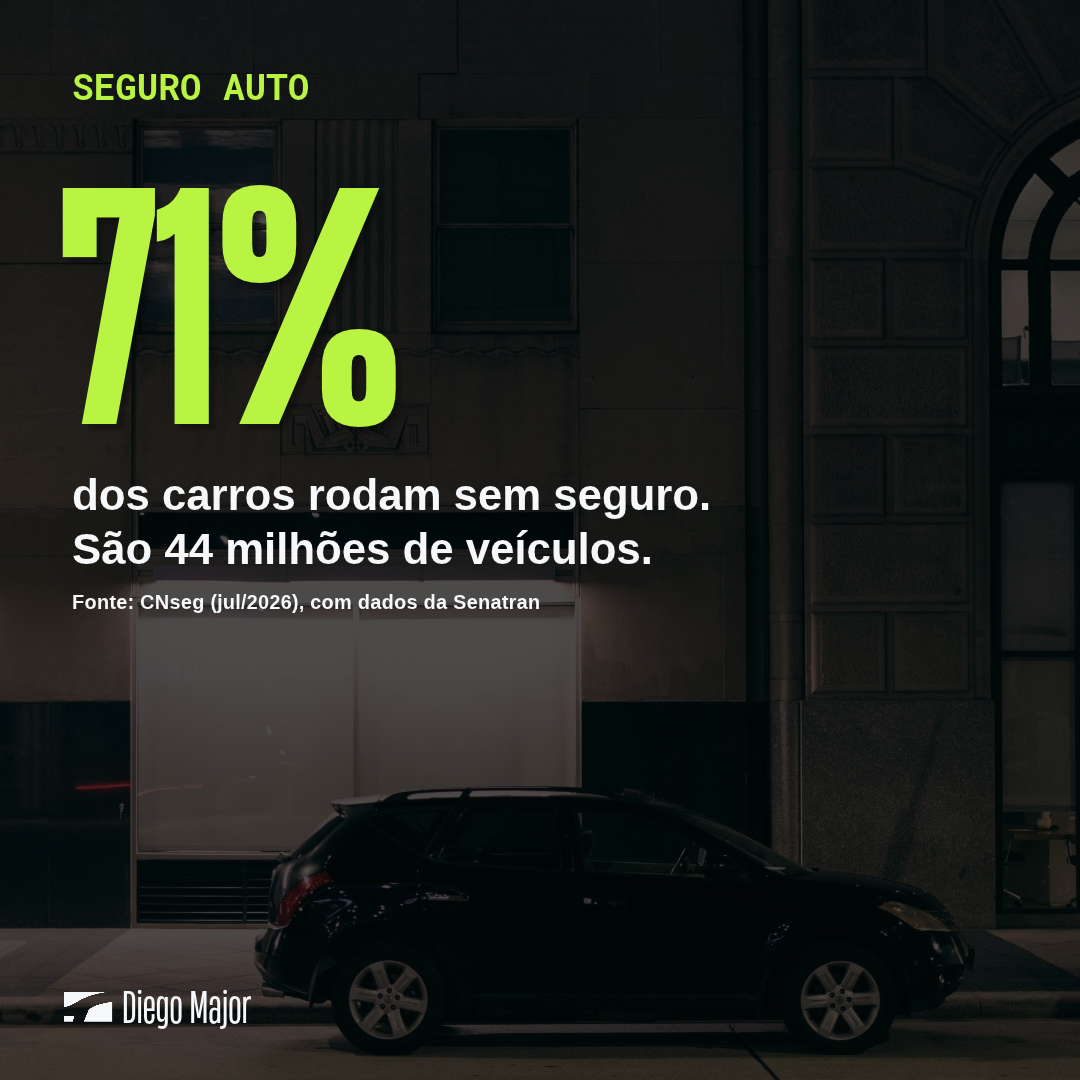 SEGURO AUTO
71%
dos carros rodam sem seguro.
São 44 milhões de veículos.
Fonte: CNseg (jul/2026), com dados da Senatran
Diego Major